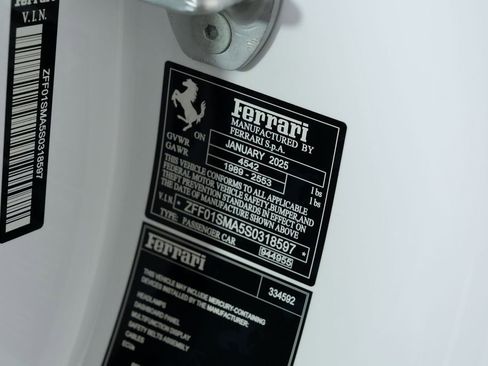 Ferrari
V.I.N.
ZFF01SMA5S0318597
Ferrari
MANUFACTURED BY
FERRARI S.p.A.
ON JANUARY 2025
GVWR 4542 lbs
GAWR 1989 - 2553 lbs
THIS VEHICLE CONFORMS TO ALL APPLICABLE
FEDERAL MOTOR VEHICLE SAFETY, BUMPER, AND
THEFT PREVENTION STANDARDS IN EFFECT ON
THE DATE OF MANUFACTURE SHOWN ABOVE
V.I.N. * ZFF01SMA5S0318597 *
TYPE: PASSENGER CAR 944955
Ferrari
334592
THIS VEHICLE MAY INCLUDE MERCURY-CONTAINING
DEVICES INSTALLED BY THE MANUFACTURER:
HEADLAMPS
DASHBOARD PANEL
MULTIFUNCTION DISPLAY
SAFETY BELTS ASSEMBLY
CABLES
ECUs